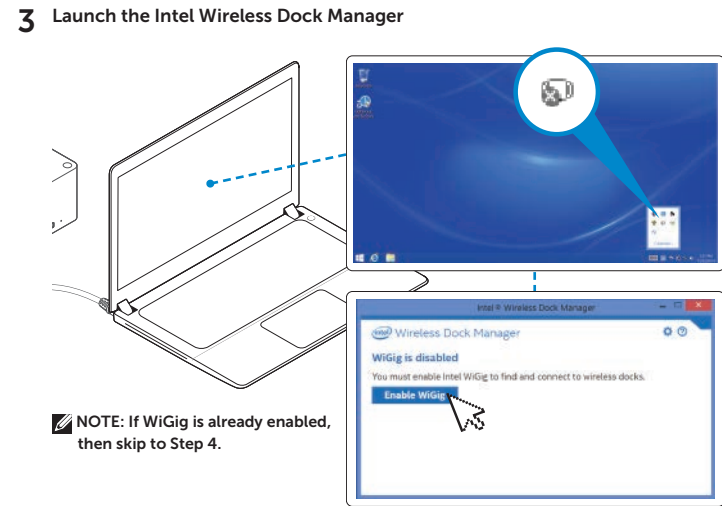 3 Launch the Intel Wireless Dock Manager
Intel ® Wireless Dock Manager
intel Wireless Dock Manager
WiGig is disabled
You must enable Intel WiGig to find and connect to wireless docks.
Enable WiGig
NOTE: If WiGig is already enabled,
then skip to Step 4.